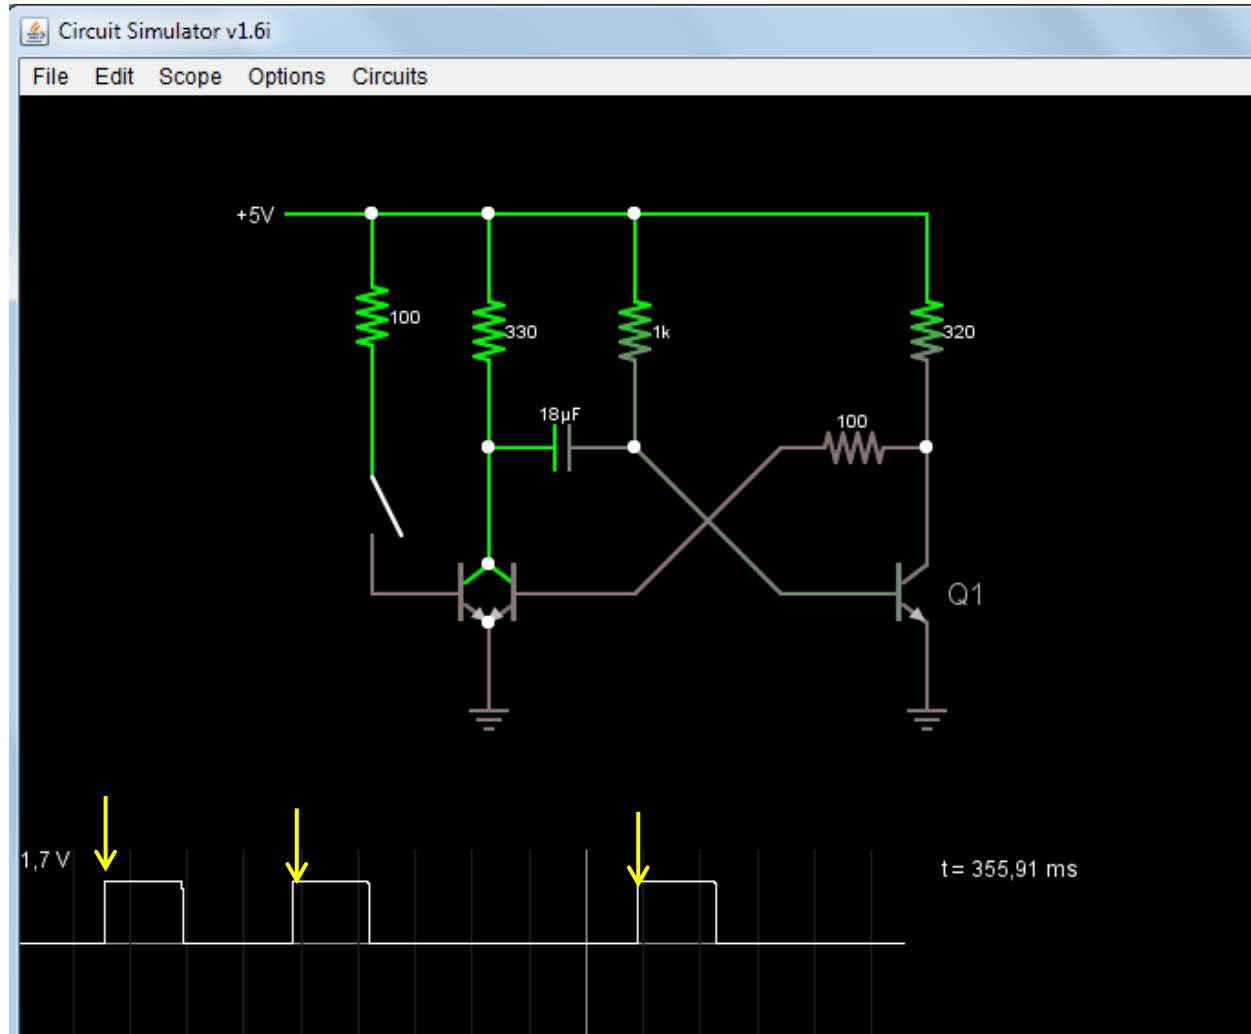 Circuit Simulator v1.6i
File Edit Scope Options Circuits
+5V
100
330
1k
320
18µF
100
Q1
1,7 V
t = 355,91 ms